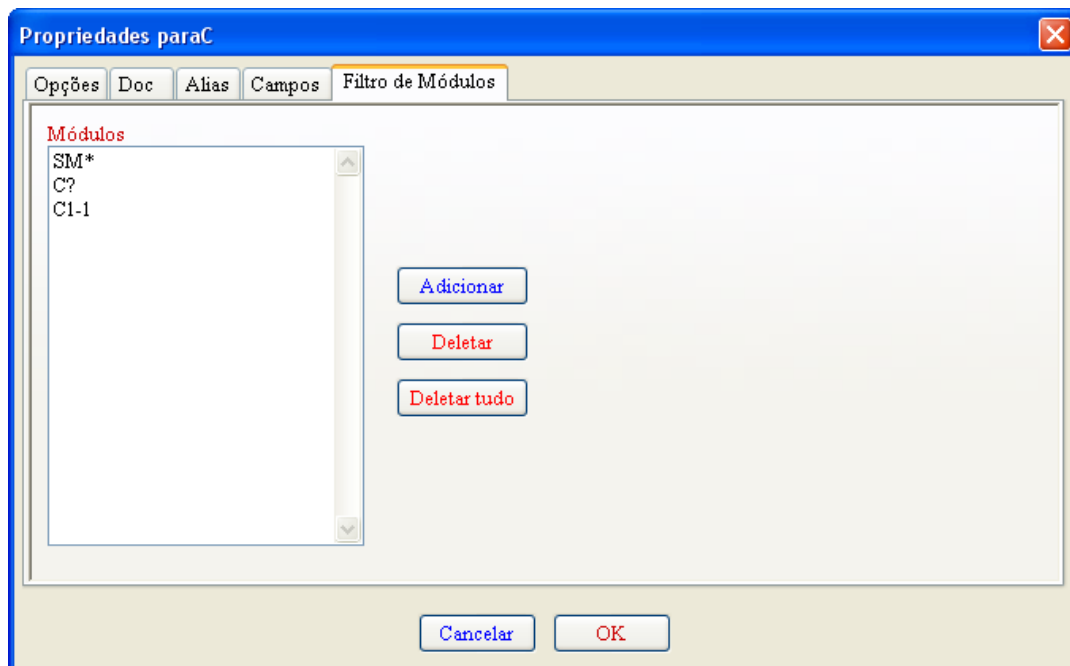 Propriedades paraC
Opções Doc Alias Campos Filtro de Módulos
Módulos
SM*
C?
C1-1
Adicionar
Deletar
Deletar tudo
Cancelar OK